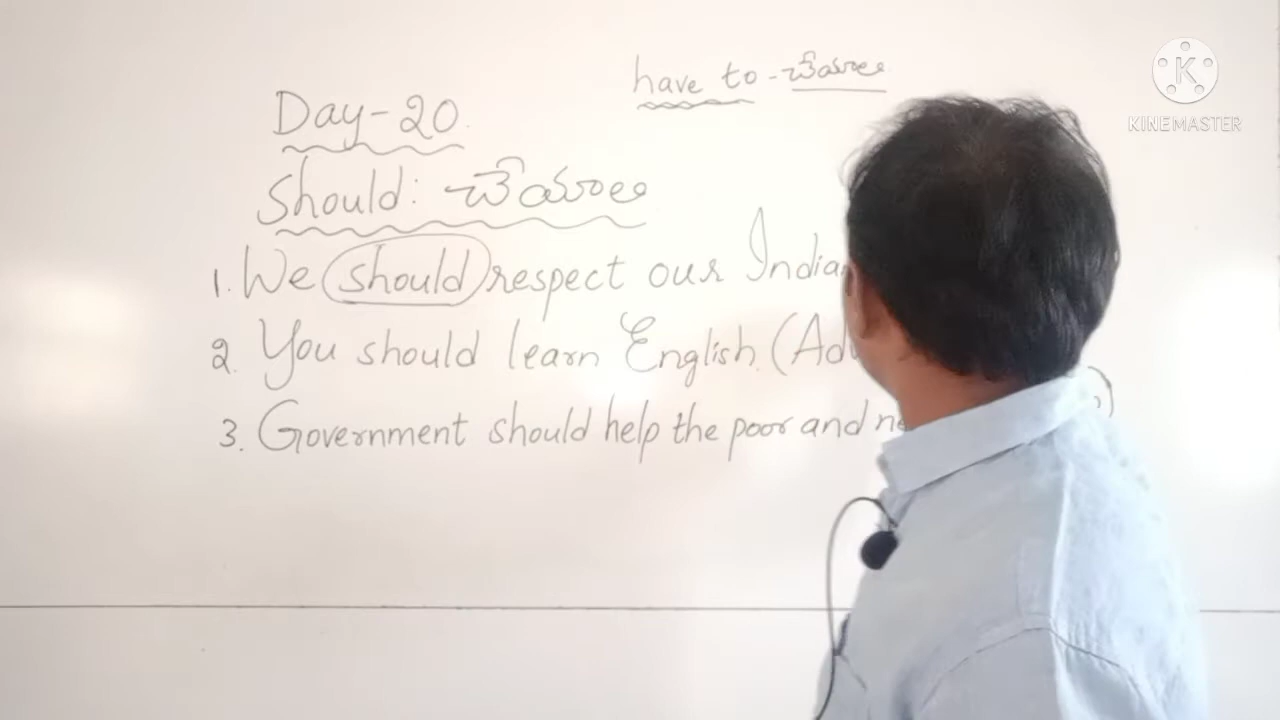 have to - చేయాలి
Day-20.
should: చేయాలి
1. We should respect our
2. You should learn English. (
3. Government should help the poor and
KINEMASTER